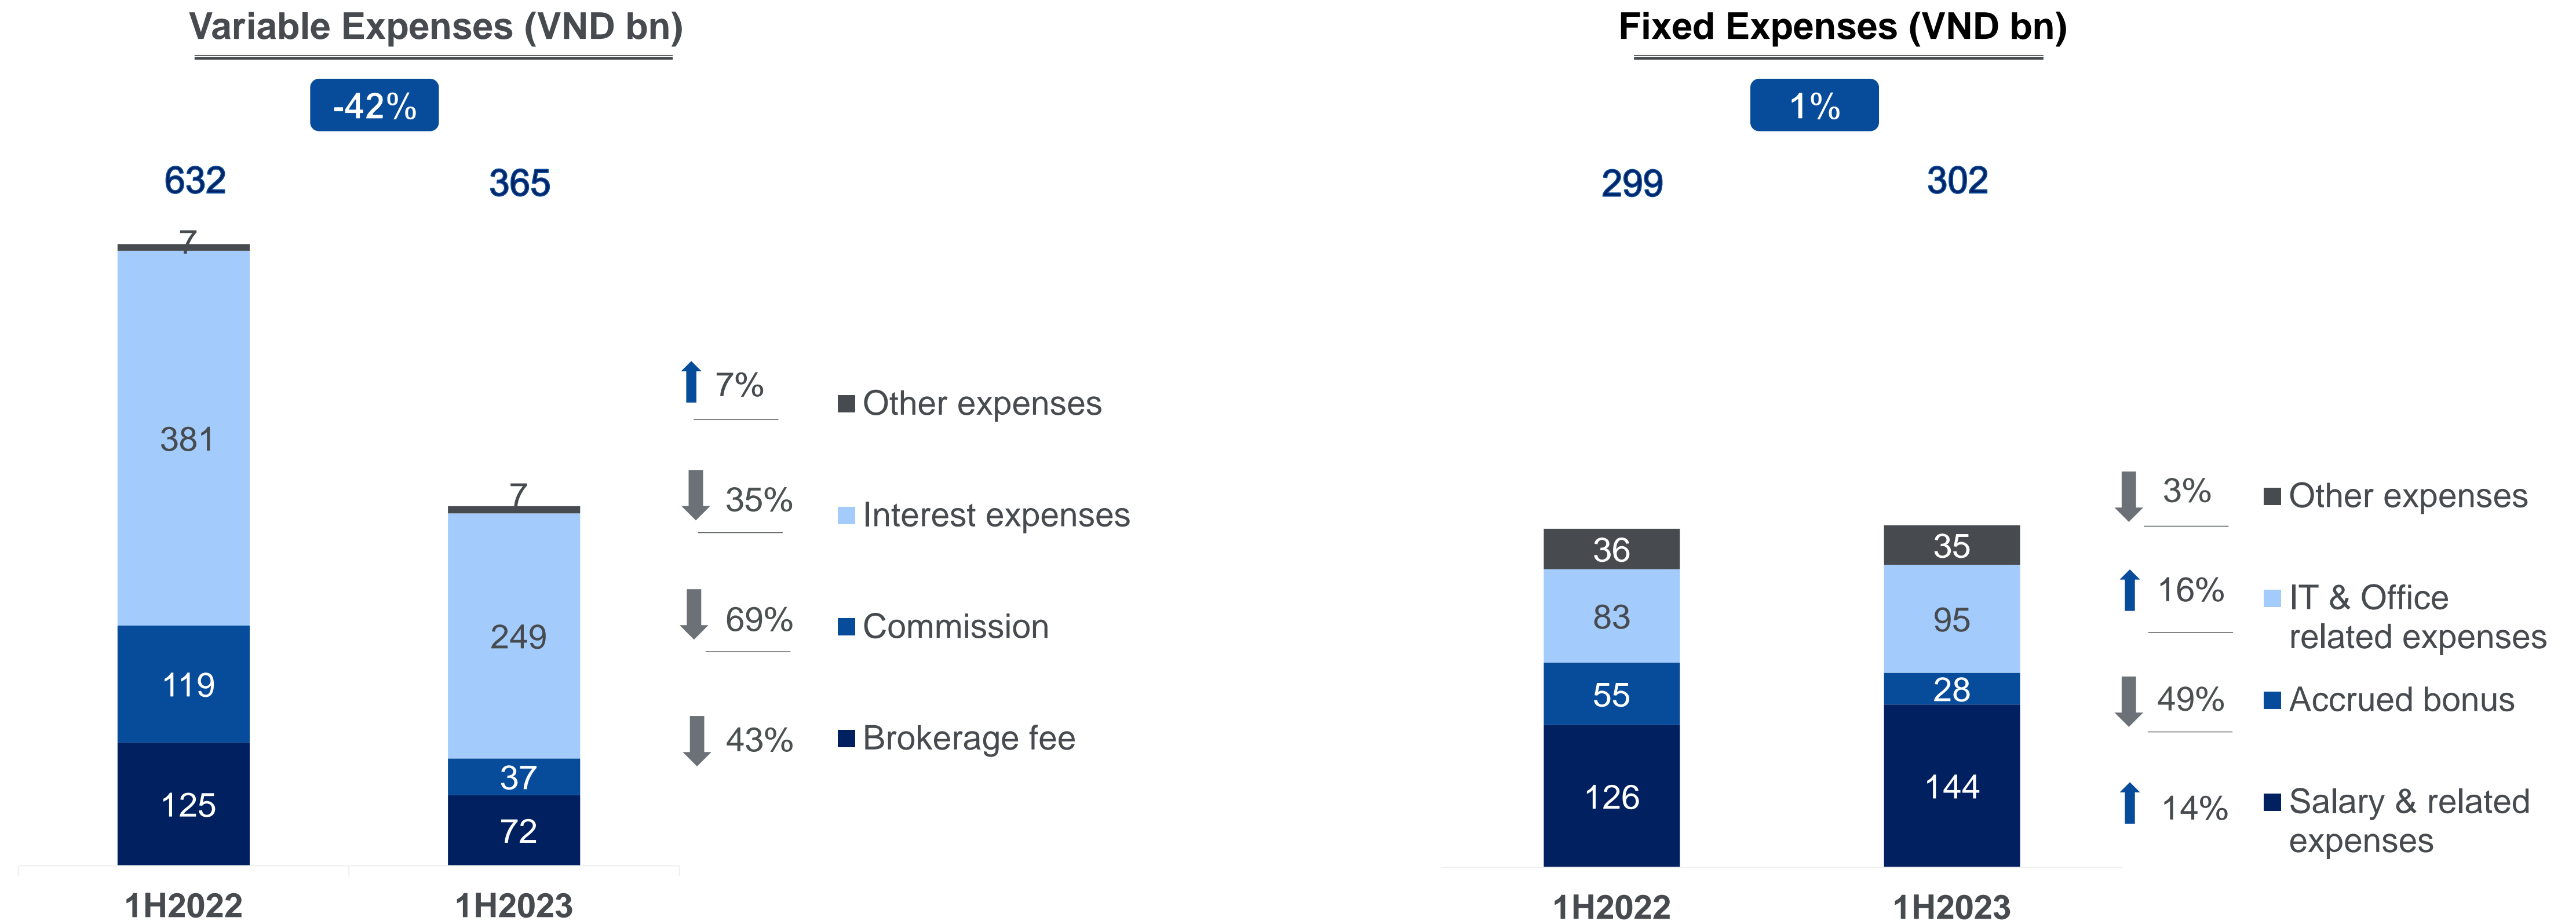 Variable Expenses (VND bn)
-42%
632
365
7
381
119
125
7
249
37
72
1H2022
1H2023
7%
Other expenses
35%
Interest expenses
69%
Commission
43%
Brokerage fee
Fixed Expenses (VND bn)
1%
299
302
36
83
55
126
35
95
28
144
1H2022
1H2023
3%
Other expenses
16%
IT & Office
related expenses
49%
Accrued bonus
14%
Salary & related
expenses